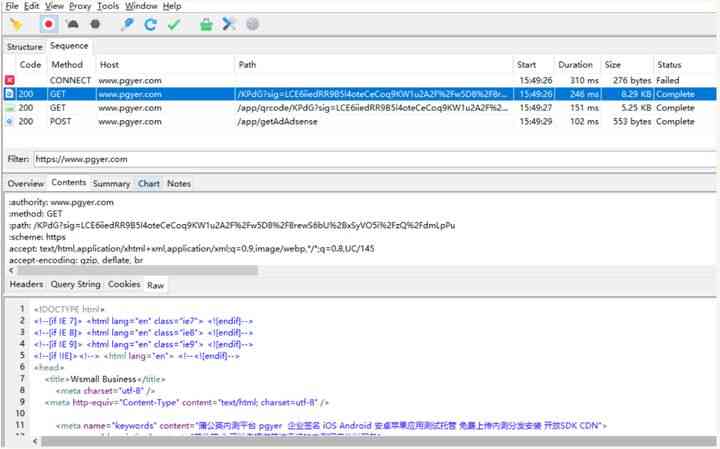 File Edit View Proxy Tools Window Help
Structure Sequence
Code Method Host Path Start Duration Size Status
CONNECT www.pgyer.com 15:49:26 310 ms 276 bytes Failed
200 GET www.pgyer.com /KPdG?sig=LCE6iiedRR9B5l4oteCeCoq9KW1u2A2F%2Fw5D8%2F8r... 15:49:26 246 ms 8.29 KB Complete
200 GET www.pgyer.com /app/qrcode/KPdG?sig=LCE6iiedRR9B5l4oteCeCoq9KW1u2A2F%2... 15:49:27 151 ms 5.25 KB Complete
200 POST www.pgyer.com /app/getAdAdsense 15:49:29 102 ms 553 bytes Complete
Filter: https://www.pgyer.com
Overview Contents Summary Chart Notes
:authority: www.pgyer.com
:method: GET
:path: /KPdG?sig=LCE6iiedRR9B5l4oteCeCoq9KW1u2A2F%2Fw5D8%2FrewS6bU%2BxSyVO5i%2FzQ%2FdmLpPu
:scheme: https
accept: text/html,application/xhtml+xml,application/xml;q=0.9,image/webp,*/*;q=0.8,UC/145
accept-encoding: gzip, deflate, br
Headers Query String Cookies Raw
1 <!DOCTYPE html>
2 <!--[if IE 7]> <html lang="en" class="ie7"> <![endif]-->
3 <!--[if IE 8]> <html lang="en" class="ie8"> <![endif]-->
4 <!--[if IE 9]> <html lang="en" class="ie9"> <![endif]-->
5 <!--[if !IE]><!--> <html lang="en"> <!--<![endif]-->
6 <head>
7 <title>Wsmall Business</title>
8 <meta charset="utf-8" />
9 <meta http-equiv="Content-Type" content="text/html; charset=utf-8" />
10
11 <meta name="keywords" content="蒲公英内测平台 pgyer 企业签名 iOS Android 安卓苹果应用测试托管 免费上传内测分发安装 开放SDK CDN">